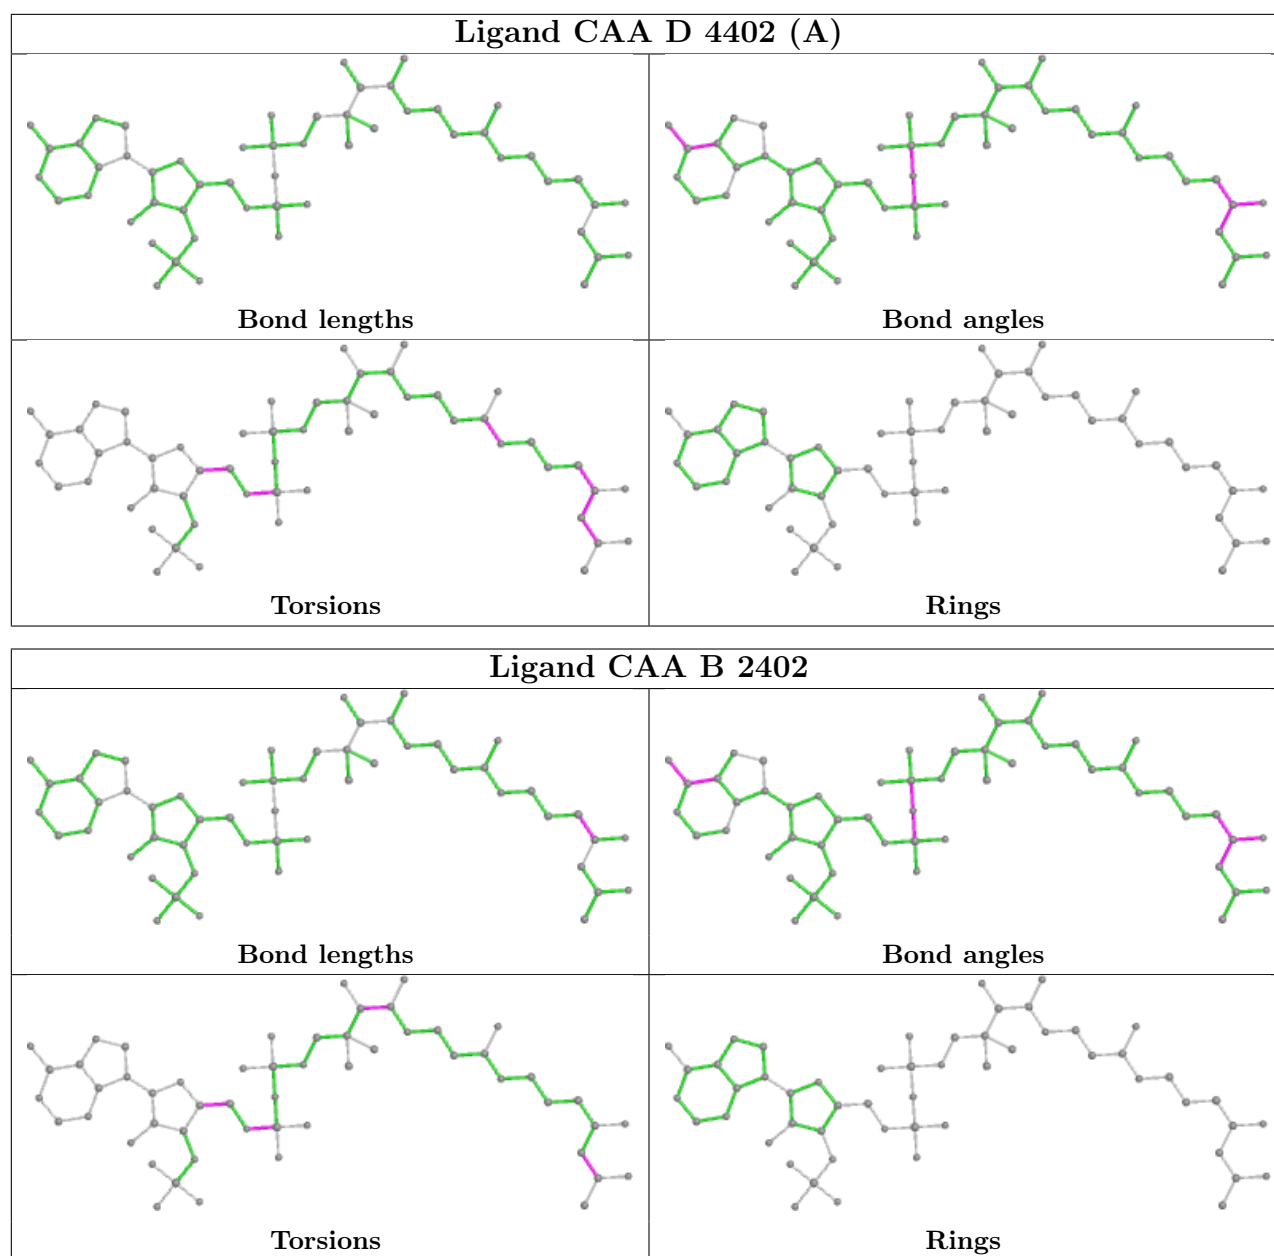 Ligand CAA D 4402 (A)
Bond lengths
Bond angles
Torsions
Rings
Ligand CAA B 2402
Bond lengths
Bond angles
Torsions
Rings